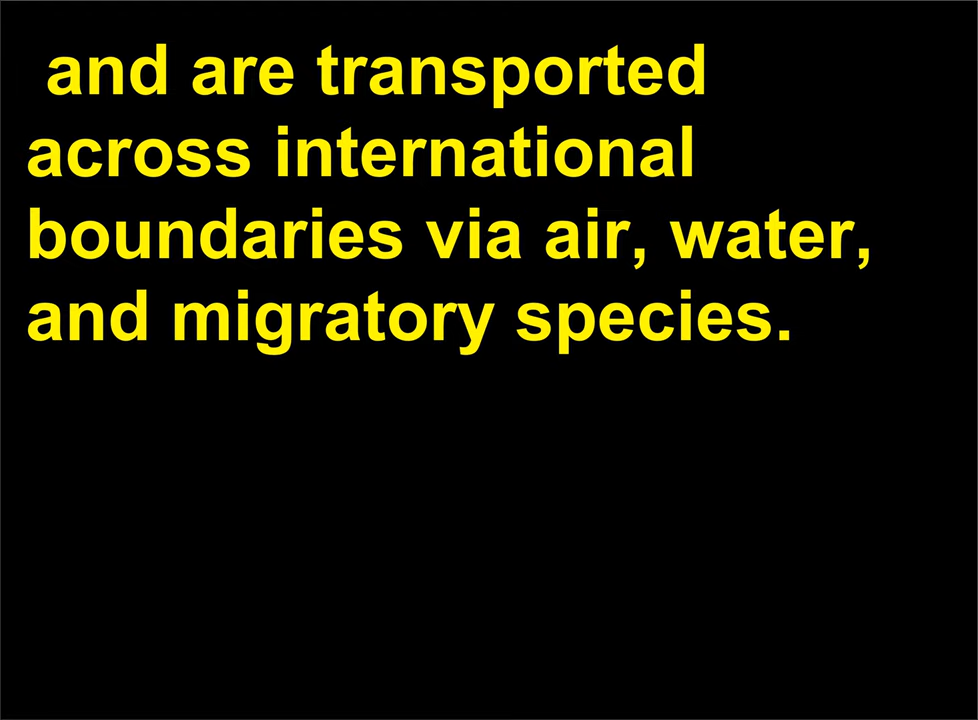 and are transported
across international
boundaries via air, water,
and migratory species.